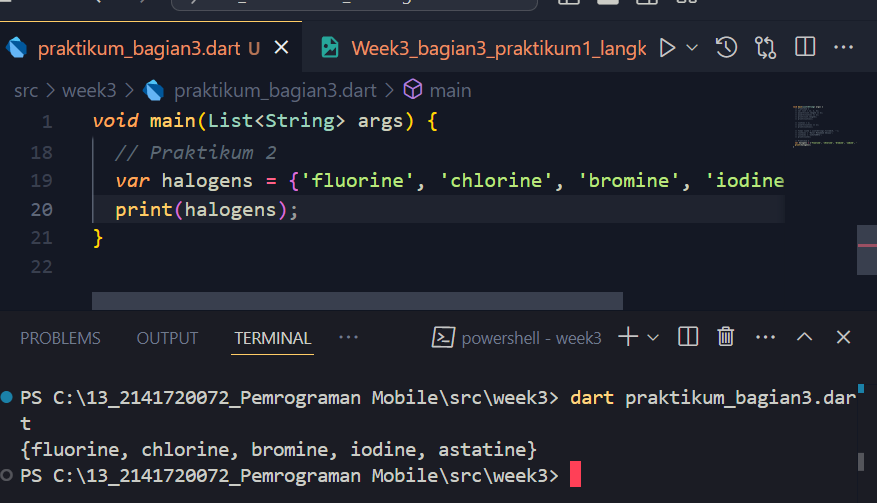 praktikum_bagian3.dart U
Week3_bagian3_praktikum1_langk
src > week3 > praktikum_bagian3.dart > main
1 void main(List<String> args) {
18 // Praktikum 2
19 var halogens = {'fluorine', 'chlorine', 'bromine', 'iodine
20 print(halogens);
21 }
22
PROBLEMS OUTPUT TERMINAL ··· powershell - week3
PS C:\13_2141720072_Pemrograman Mobile\src\week3> dart praktikum_bagian3.dar
t
{fluorine, chlorine, bromine, iodine, astatine}
PS C:\13_2141720072_Pemrograman Mobile\src\week3>